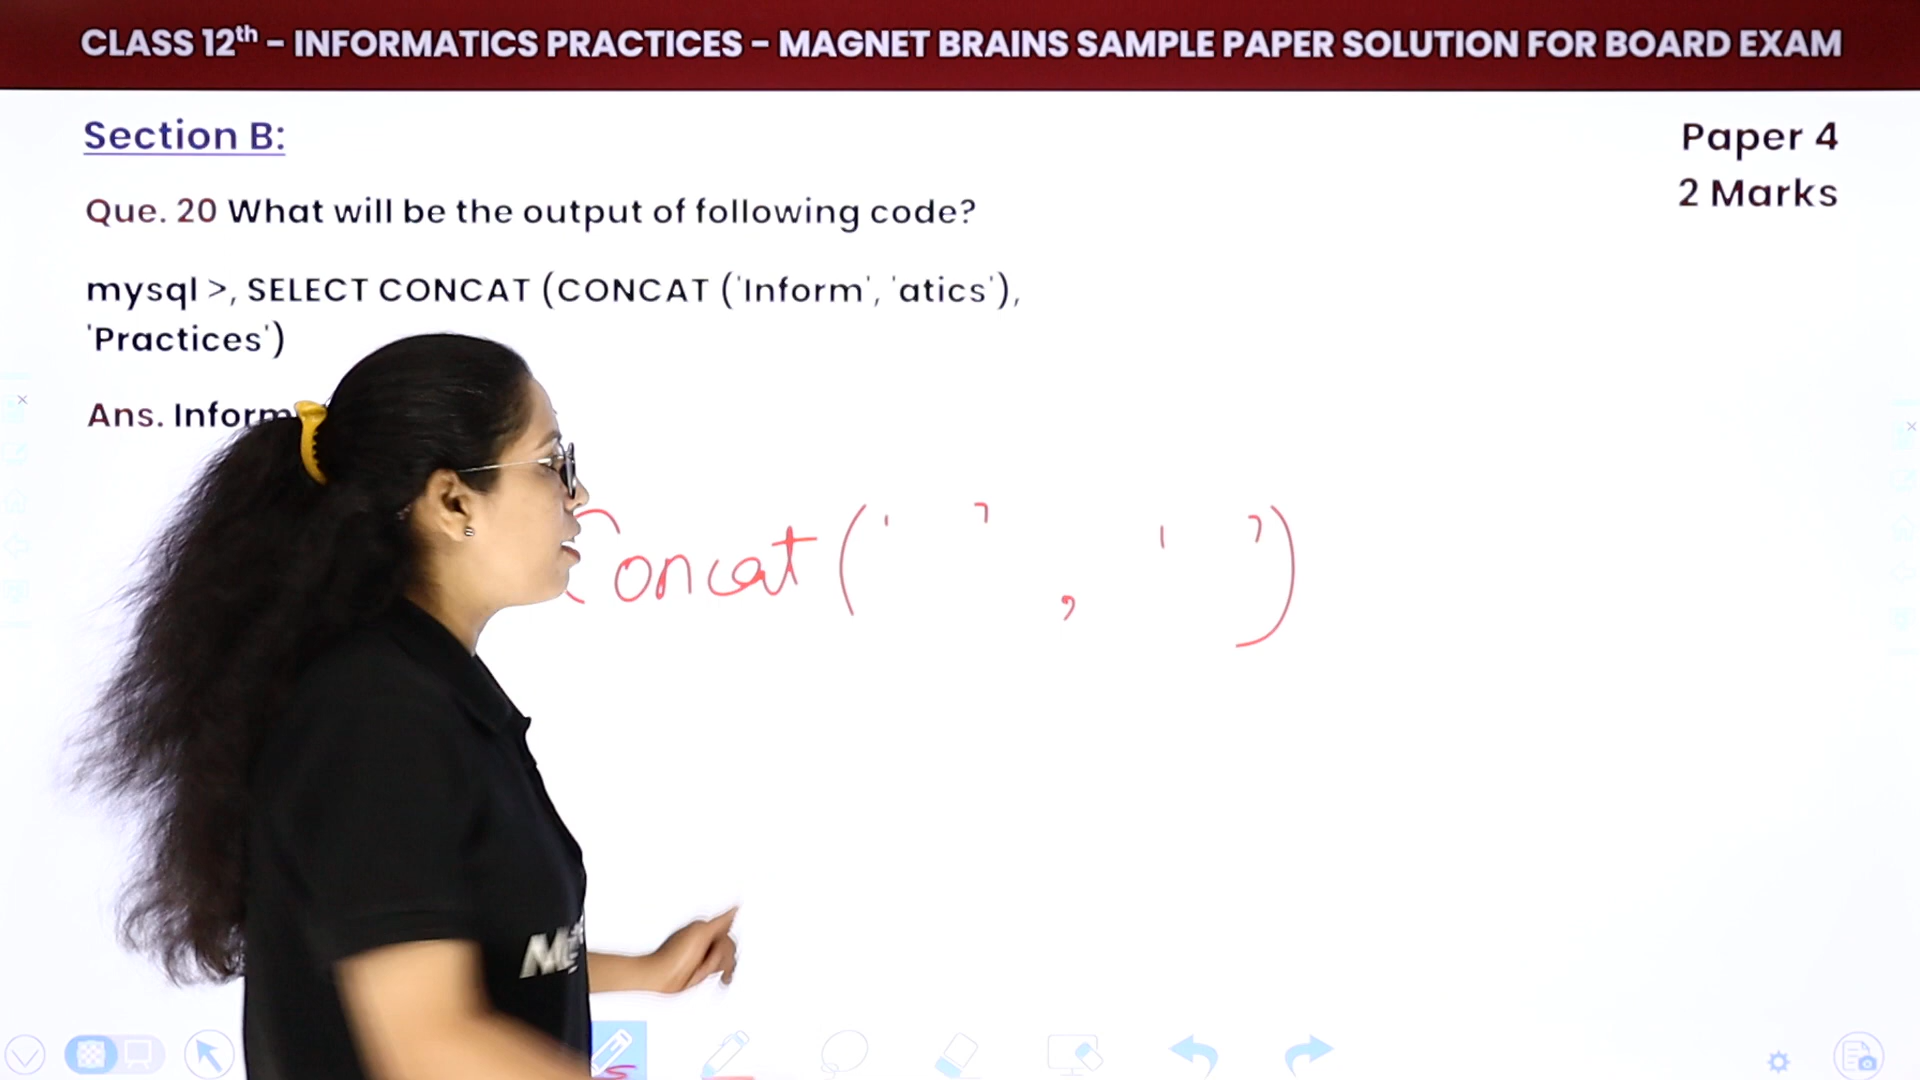 CLASS 12th – INFORMATICS PRACTICES – MAGNET BRAINS SAMPLE PAPER SOLUTION FOR BOARD EXAM
Section B:
Paper 4
2 Marks
Que. 20 What will be the output of following code?
mysql >, SELECT CONCAT (CONCAT ('Inform', 'atics'),
'Practices')
Ans. Inform
Concat (' ' , ' ')